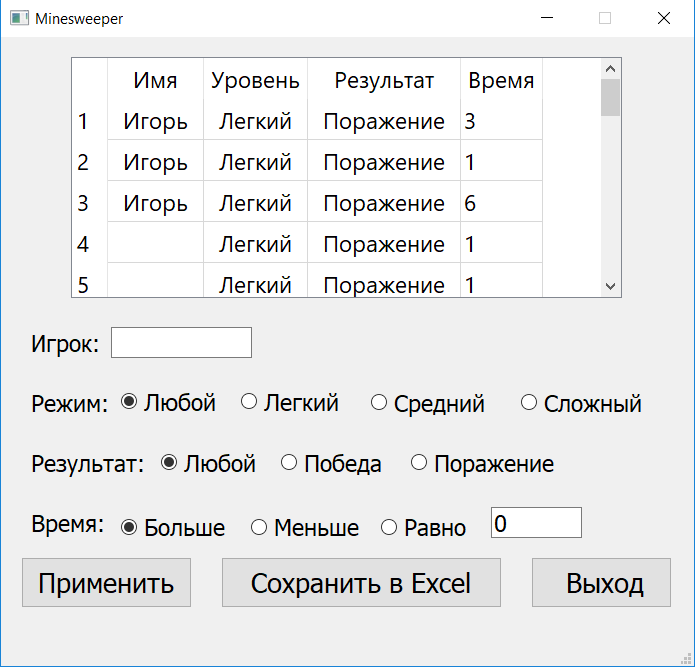 Minesweeper
Имя Уровень Результат Время
1 Игорь Легкий Поражение 3
2 Игорь Легкий Поражение 1
3 Игорь Легкий Поражение 6
4 Легкий Поражение 1
5 Легкий Поражение 1
Игрок:
Режим: Любой Легкий Средний Сложный
Результат: Любой Победа Поражение
Время: Больше Меньше Равно 0
Применить Сохранить в Excel Выход